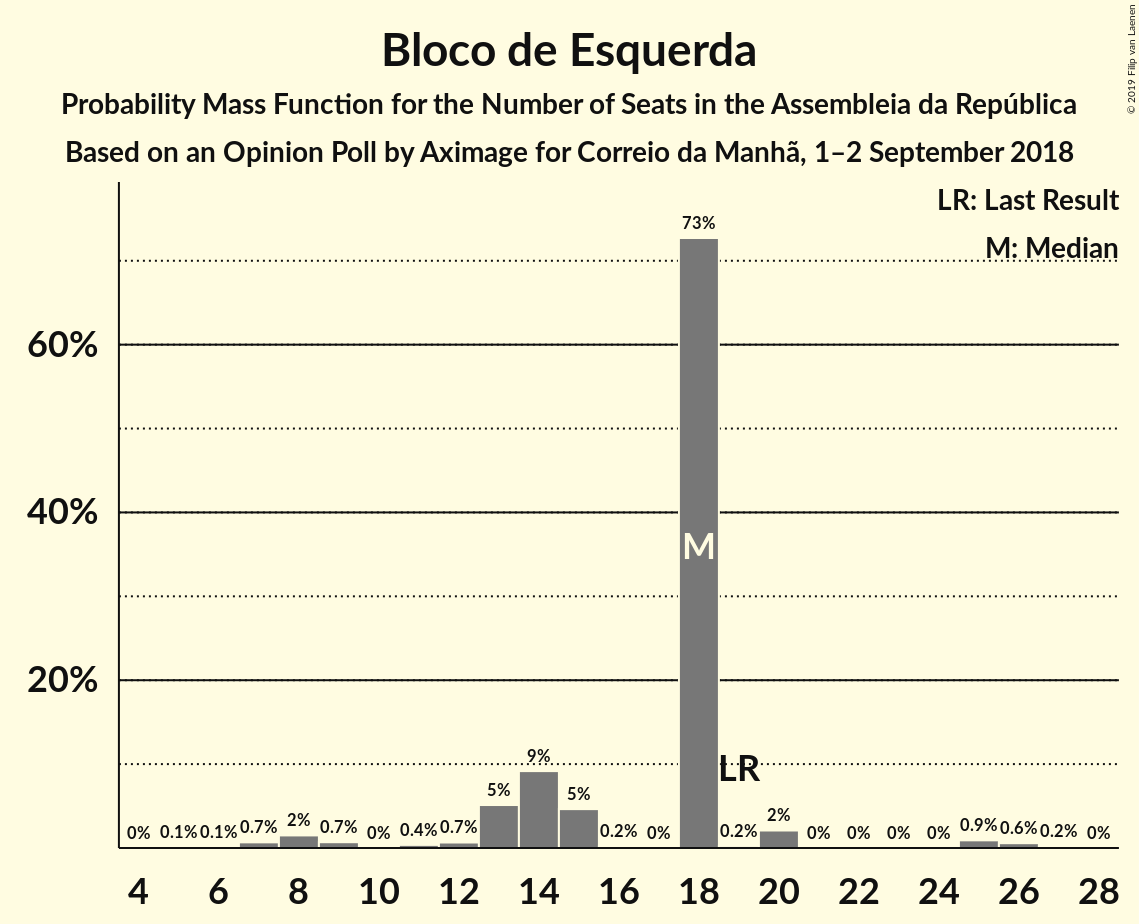 Bloco de Esquerda
Probability Mass Function for the Number of Seats in the Assembleia da República
Based on an Opinion Poll by Aximage for Correio da Manhã, 1–2 September 2018
© 2019 Filip van Laenen
LR: Last Result
M: Median
60%
40%
20%
0% 0.1% 0.1% 0.7% 2% 0.7% 0% 0.4% 0.7% 5% 9% 5% 0.2% 0% 73% 0.2% 2% 0% 0% 0% 0% 0.9% 0.6% 0.2% 0%
M
LR
4 6 8 10 12 14 16 18 20 22 24 26 28